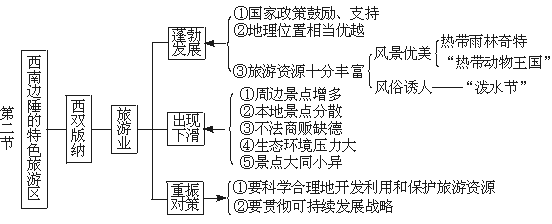 第二节
西南边陲的特色旅游区
西双版纳
旅游业
蓬勃发展
①国家政策鼓励、支持
②地理位置相当优越
③旅游资源十分丰富
风景优美
热带雨林奇特
“热带动物王国”
风俗诱人——“泼水节”
出现下滑
①周边景点增多
②本地景点分散
③不法商贩缺德
④生态环境压力大
⑤景点大同小异
重振对策
①要科学合理地开发利用和保护旅游资源
②要贯彻可持续发展战略